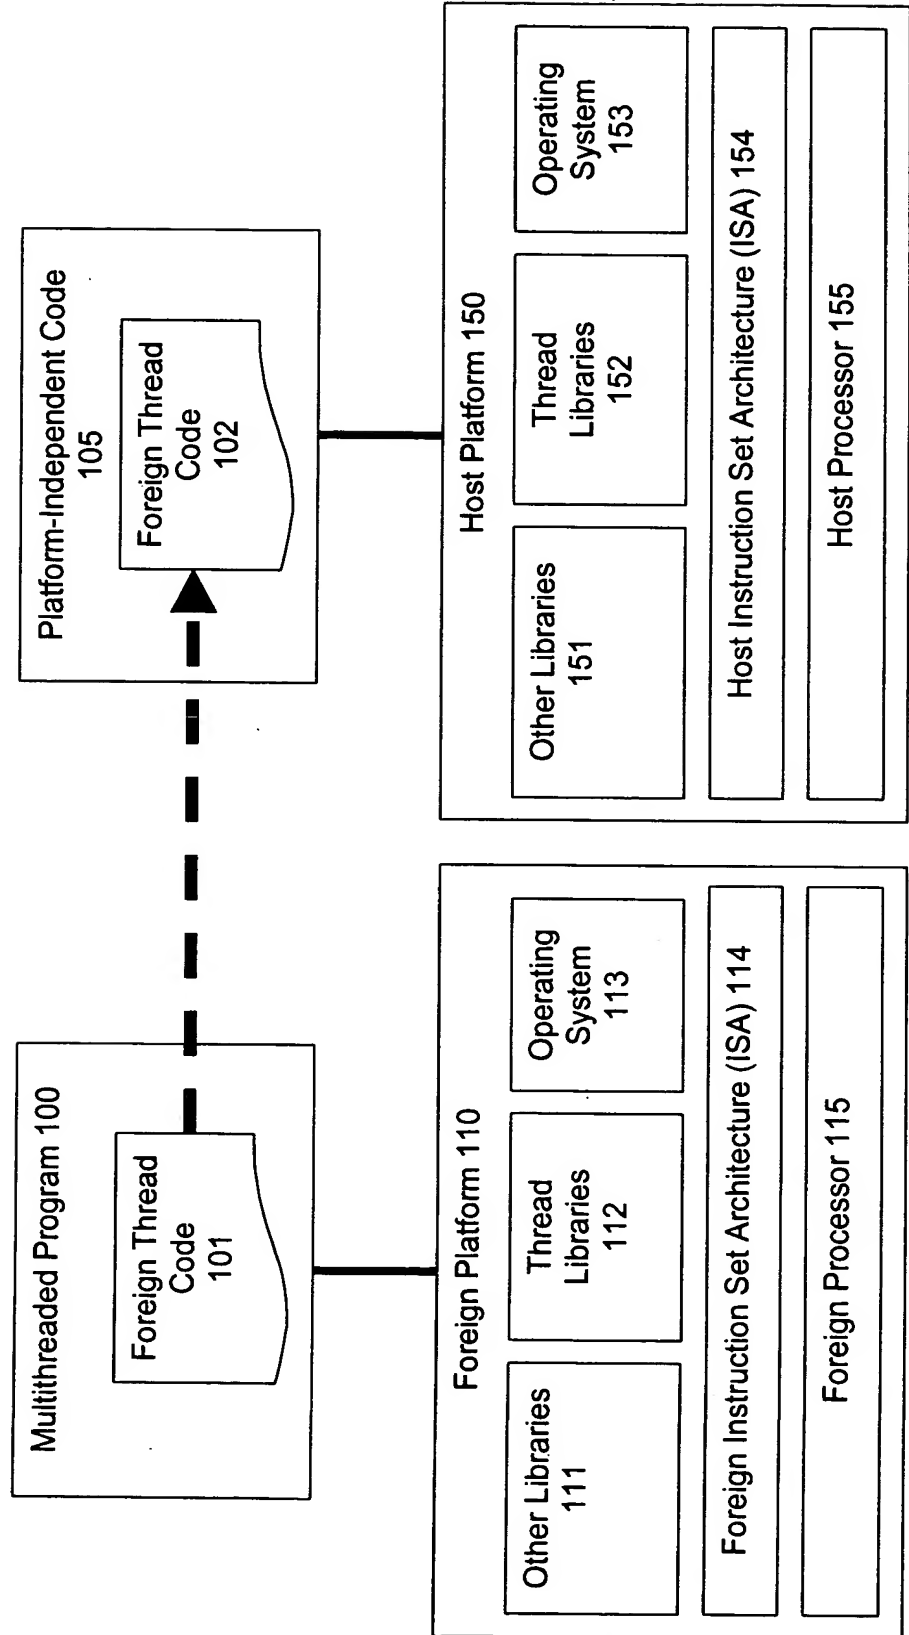 Multithreaded Program 100
Foreign Thread
Code
101
Platform-Independent Code
105
Foreign Thread
Code
102
Foreign Platform 110
Other Libraries
111
Thread
Libraries
112
Operating
System
113
Foreign Instruction Set Architecture (ISA) 114
Foreign Processor 115
Host Platform 150
Other Libraries
151
Thread
Libraries
152
Operating
System
153
Host Instruction Set Architecture (ISA) 154
Host Processor 155